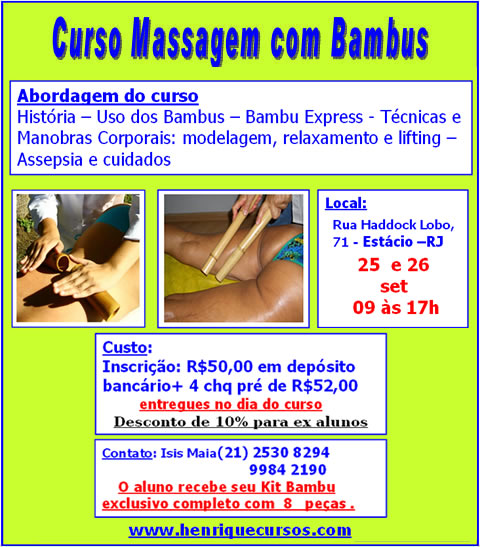 Curso Massagem com Bambus
Abordagem do curso
História – Uso dos Bambus – Bambu Express - Técnicas e
Manobras Corporais: modelagem, relaxamento e lifting –
Assepsia e cuidados
Local:
Rua Haddock Lobo,
71 - Estácio –RJ
25 e 26
set
09 às 17h
Custo:
Inscrição: R$50,00 em depósito
bancário+ 4 chq pré de R$52,00
entregues no dia do curso
Desconto de 10% para ex alunos
Contato: Isis Maia(21) 2530 8294
9984 2190
O aluno recebe seu Kit Bambu
exclusivo completo com 8 peças .
www.henriquecursos.com